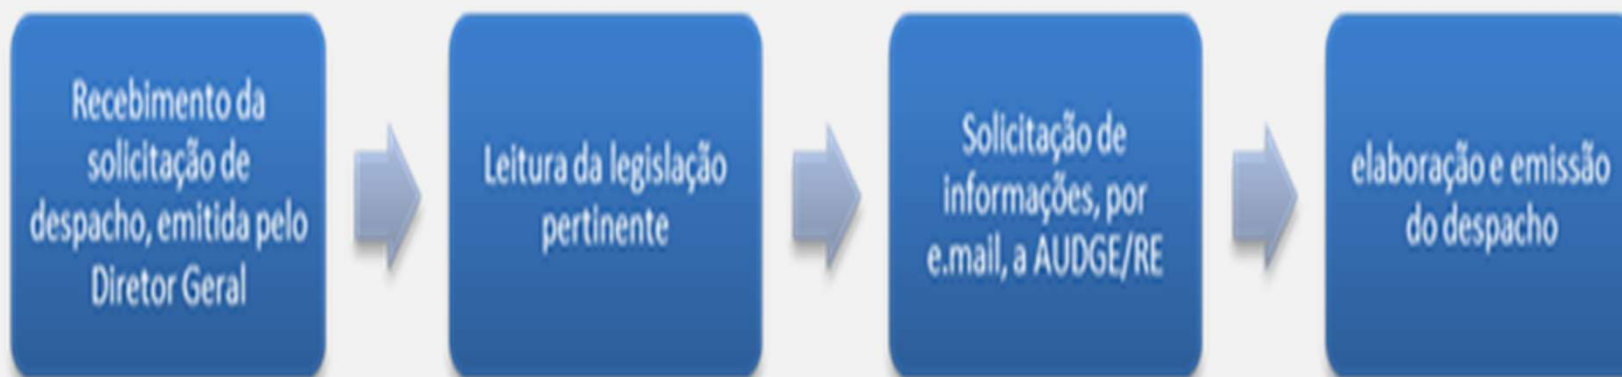 Recebimento da
solicitação de
despacho, emitida pelo
Diretor Geral
Leitura da legislação
pertinente
Solicitação de
informações, por
e.mail, a AUDGE/RE
elaboração e emissão
do despacho